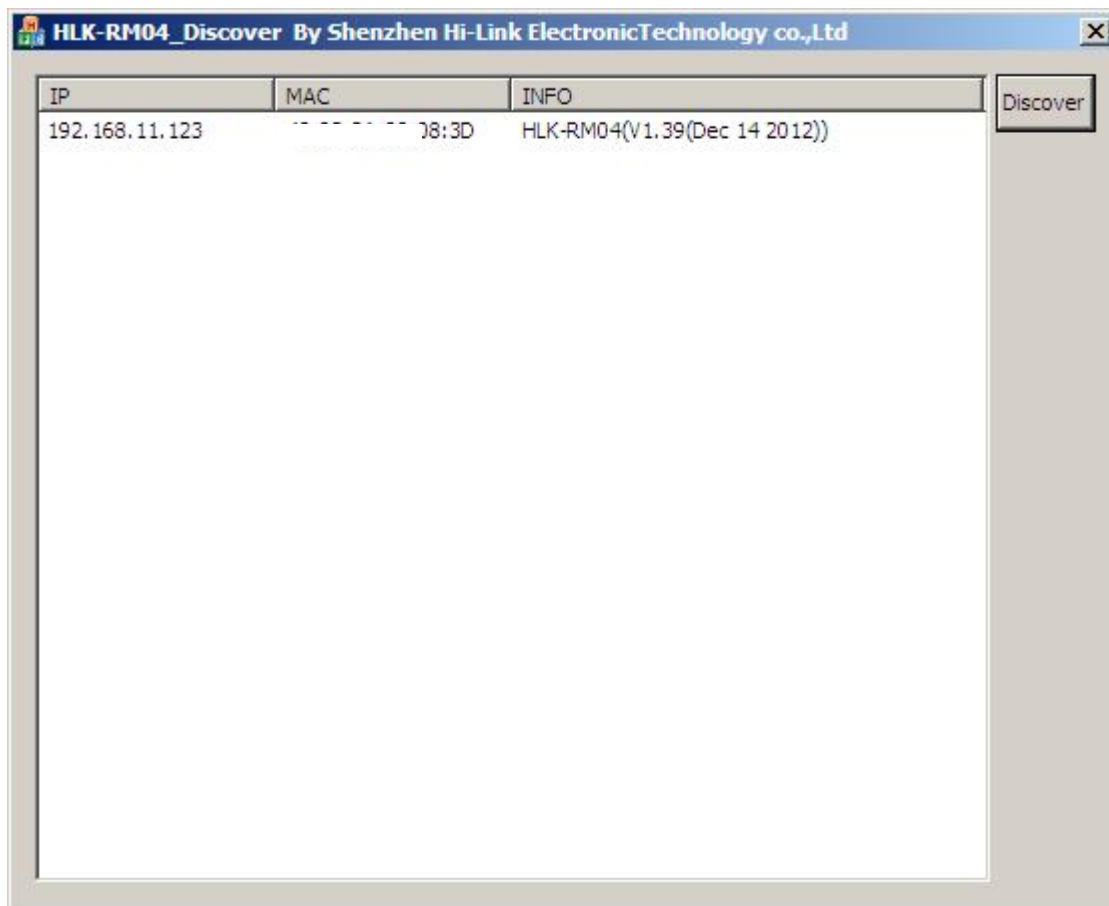 HLK-RM04_Discover By Shenzhen Hi-Link ElectronicTechnology co.,Ltd
IP MAC INFO
Discover
192.168.11.123 08:3D HLK-RM04(V1.39(Dec 14 2012))